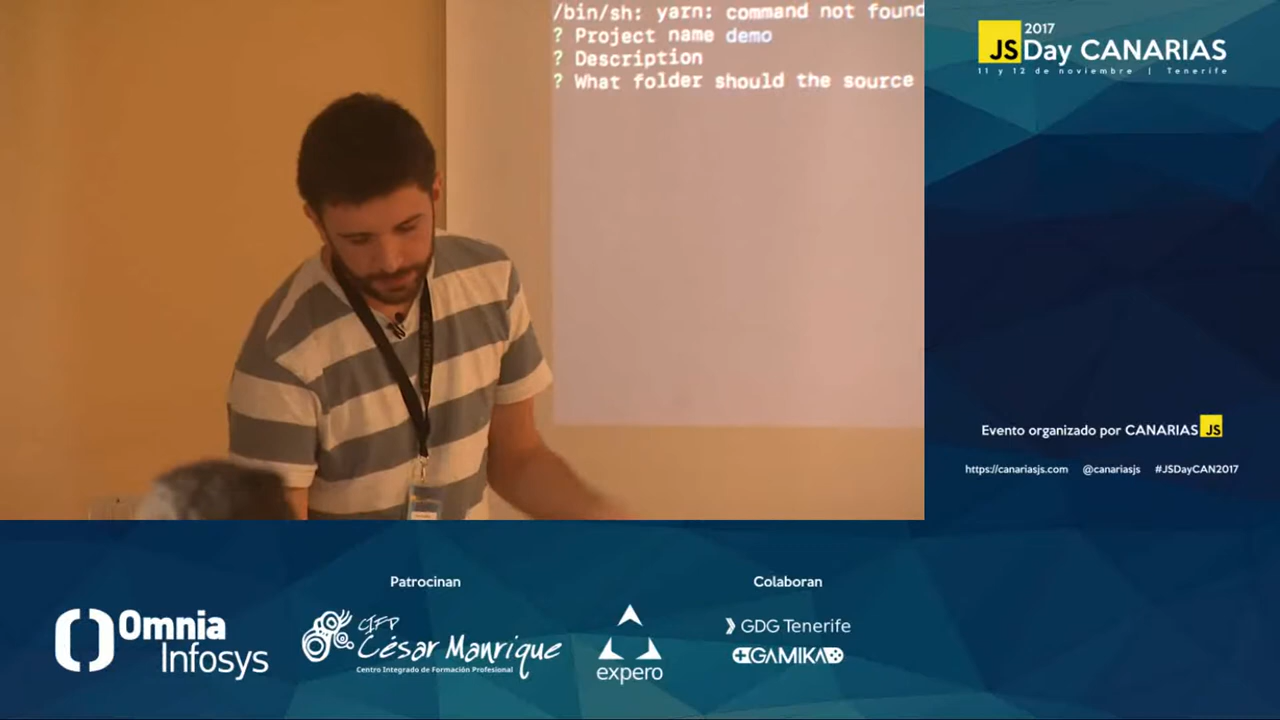 /bin/sh: yarn: command not found
? Project name demo
? Description
? What folder should the source
2017
JS Day CANARIAS
11 y 12 de noviembre | Tenerife
Evento organizado por CANARIAS JS
https://canariasjs.com @canariasjs #JSDayCAN2017
Patrocinan
Colaboran
Omnia
Infosys
CIFP
César Manrique
Centro Integrado de Formación Profesional
expero
GDG Tenerife
GAMIKA